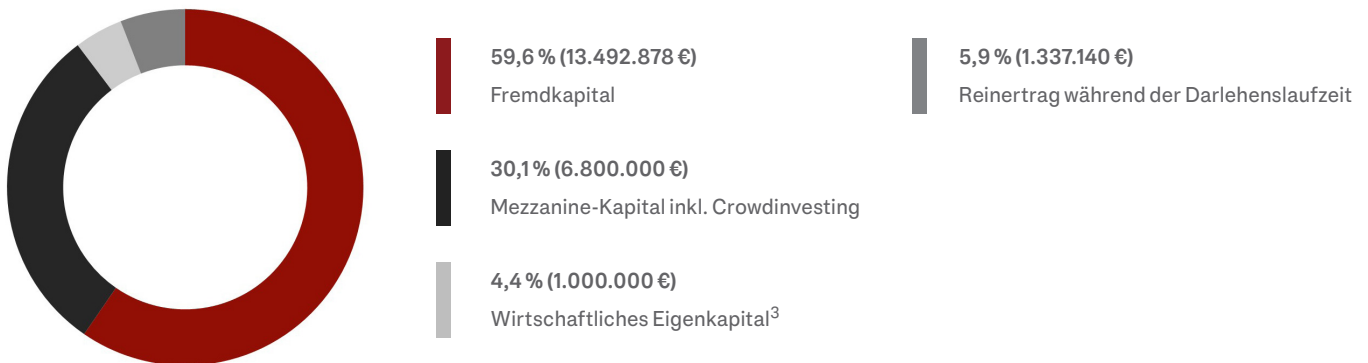 59,6 % (13.492.878 €)
Fremdkapital
30,1 % (6.800.000 €)
Mezzanine-Kapital inkl. Crowdinvesting
4,4 % (1.000.000 €)
Wirtschaftliches Eigenkapital³
5,9 % (1.337.140 €)
Reinertrag während der Darlehenslaufzeit